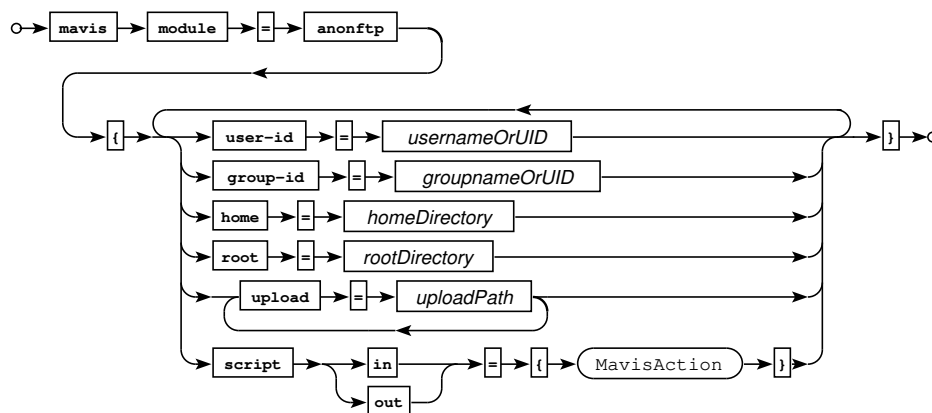 mavis module = anonftp
{ user-id = usernameOrUID }
group-id = groupnameOrUID
home = homeDirectory
root = rootDirectory
upload = uploadPath
script in = { MavisAction }
out